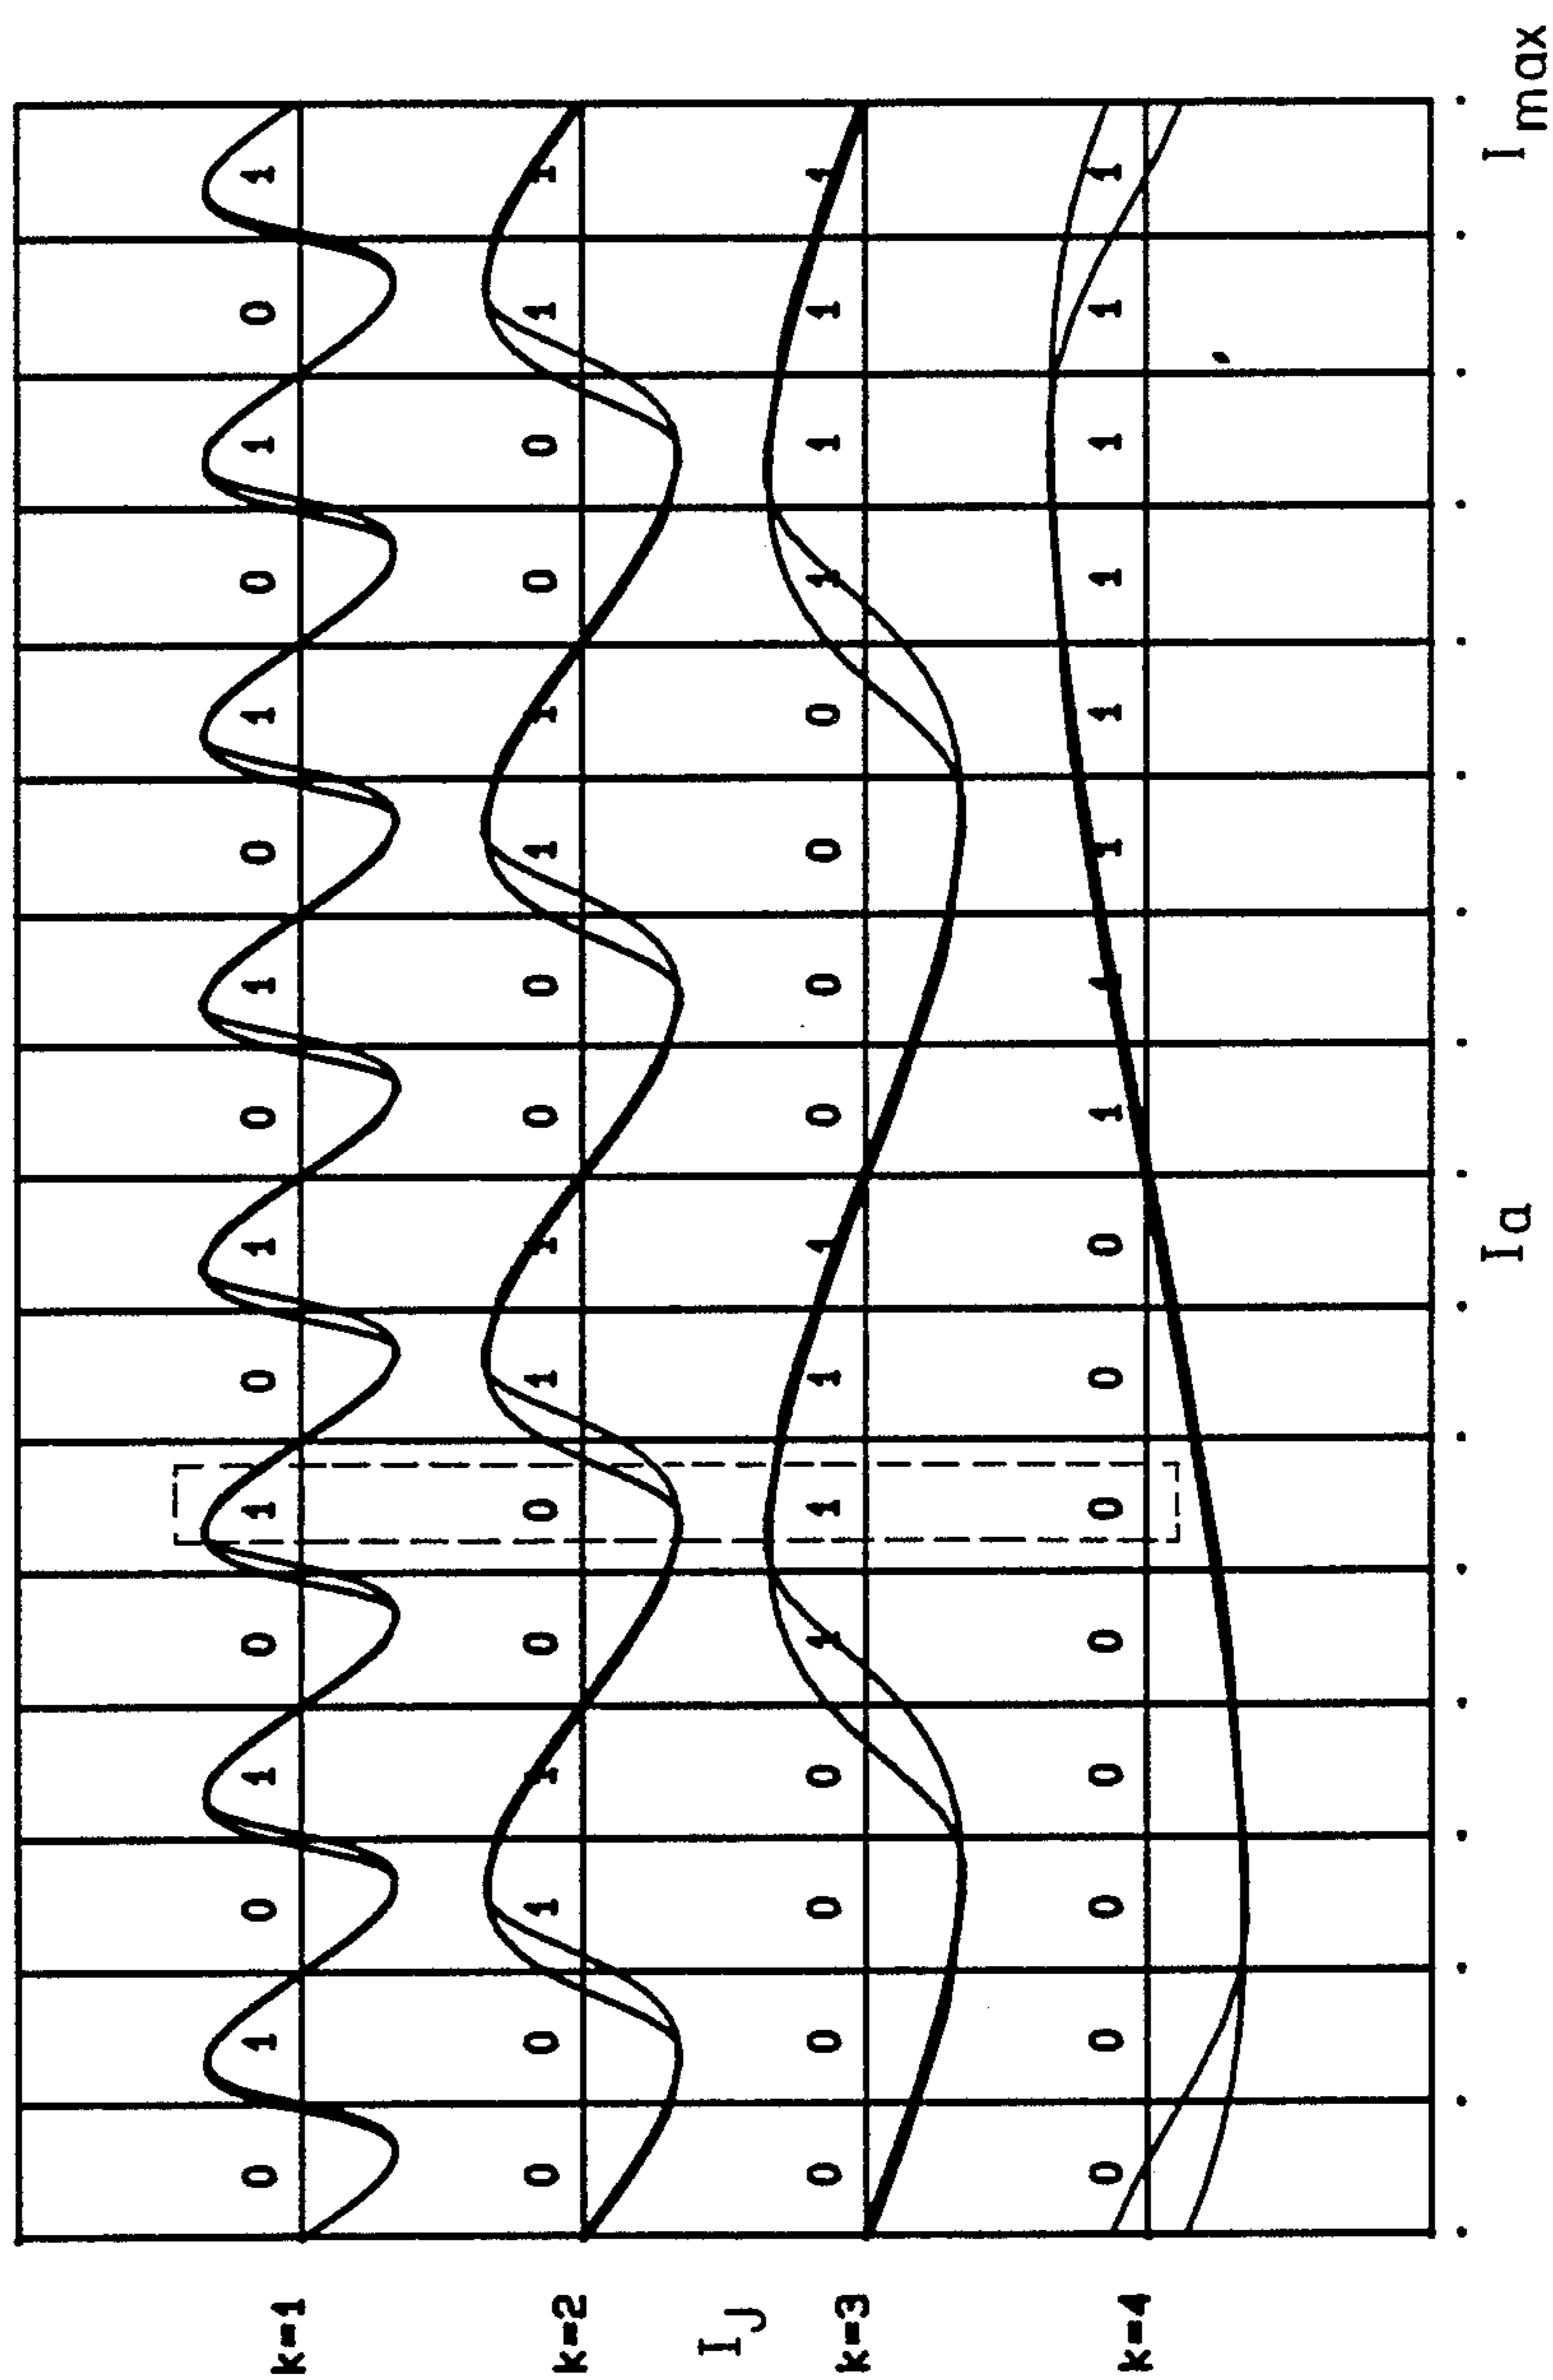 k=1 0 1 0 1 0 1 0 1 0 1 0 1 0 1 0 1
k=2 0 0 1 1 0 0 1 1 0 0 1 1 0 0 1 1
I_J
k=3 0 0 0 0 1 1 1 1 0 0 0 0 1 1 1 1
k=4 0 0 0 0 0 0 0 0 1 1 1 1 1 1 1 1
I_a I_max